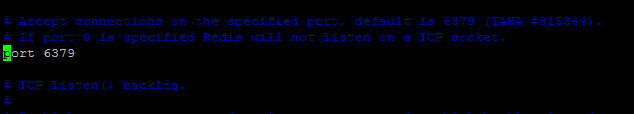 # Accept connections on the specified port, default is 6379 (IANA #815344).
# If port 0 is specified Redis will not listen on a TCP socket.
port 6379
# TCP listen() backlog.
#